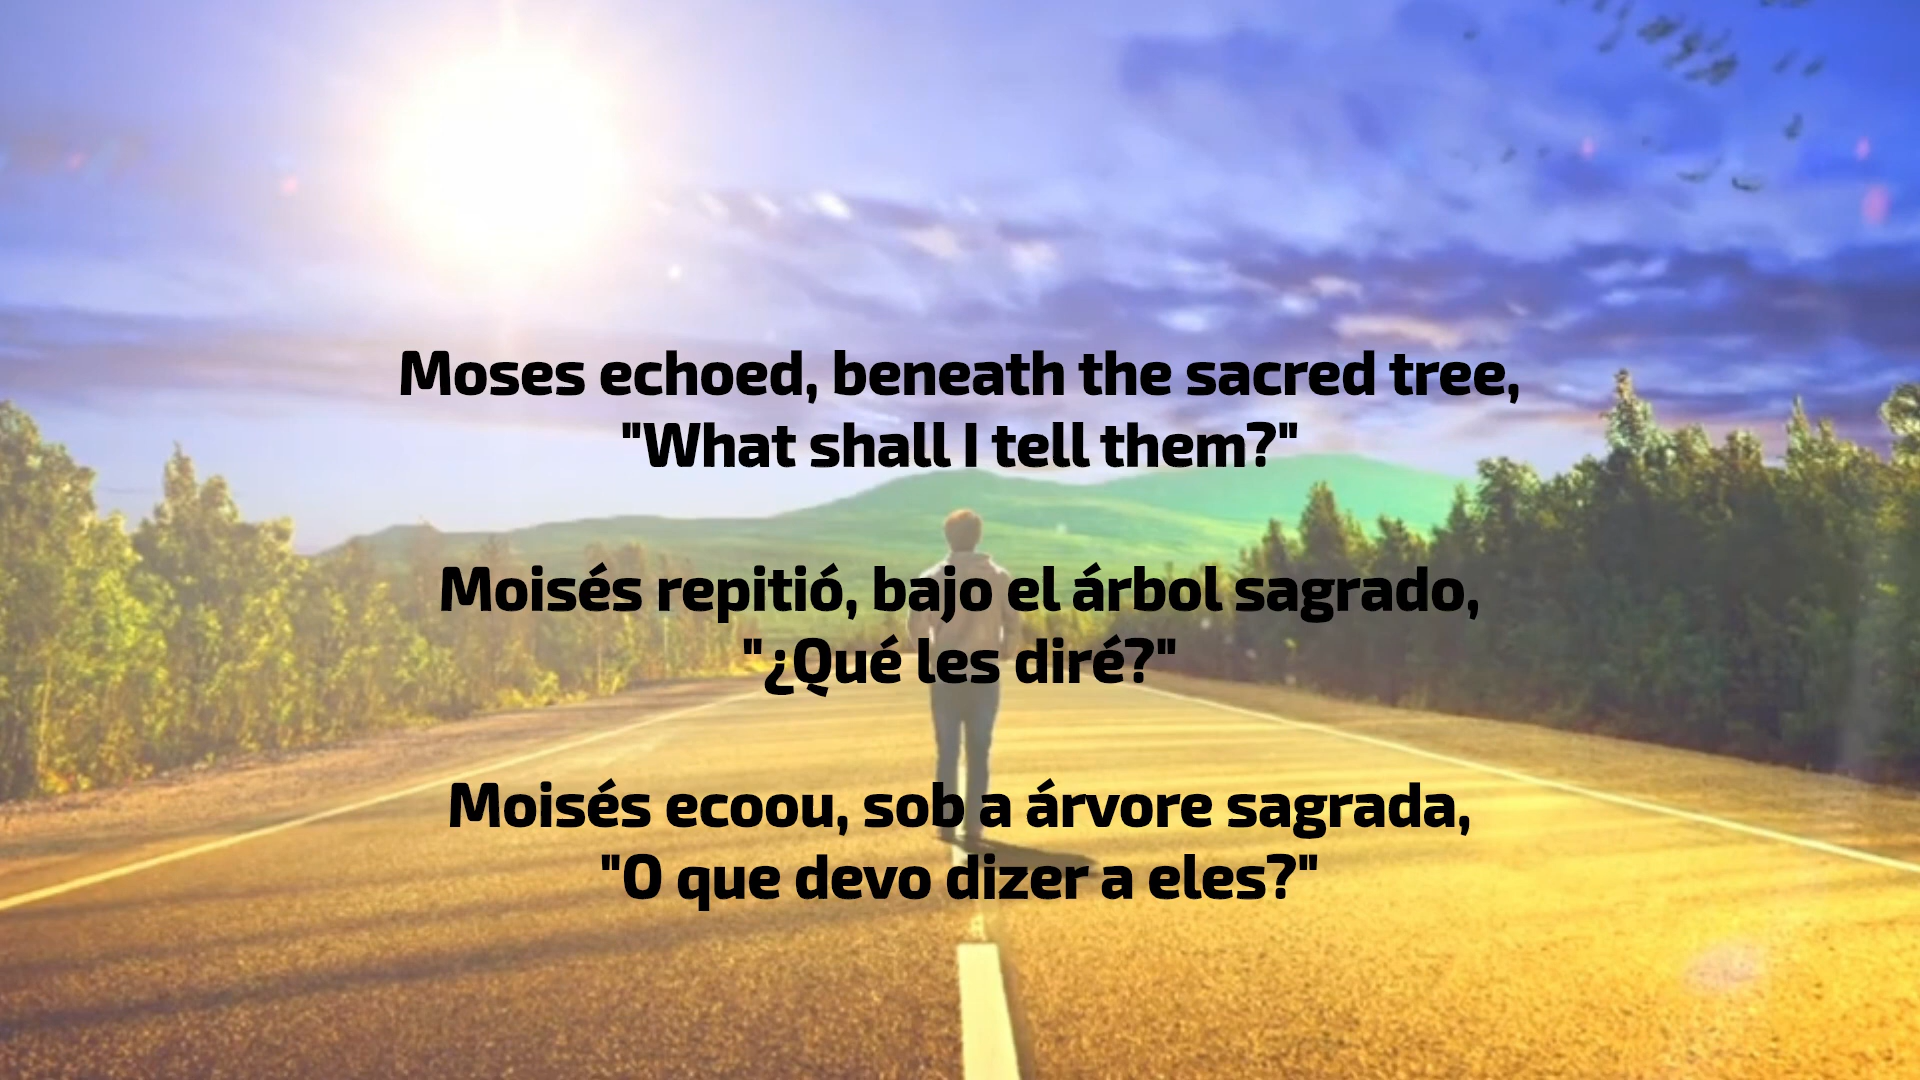 Moses echoed, beneath the sacred tree,
"What shall I tell them?"
Moisés repitió, bajo el árbol sagrado,
"¿Qué les diré?"
Moisés ecoou, sob a árvore sagrada,
"O que devo dizer a eles?"